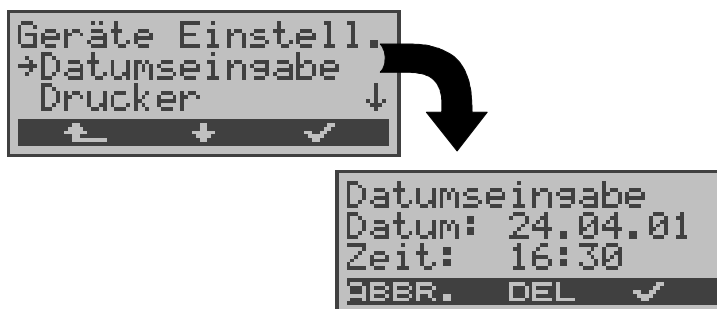 Geräte Einstell.
→Datumseingabe
Drucker ↓
Datumseingabe
Datum: 24.04.01
Zeit: 16:30
ABBR. DEL ✓